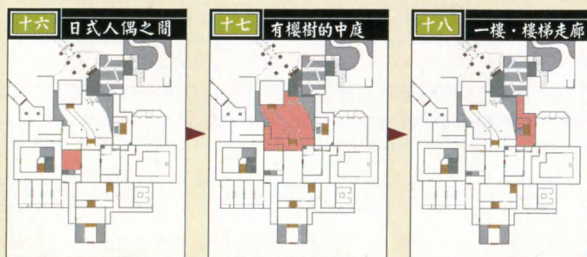 十六 日式人偶之間
十七 有櫻樹的中庭
十八 一樓・樓梯走廊